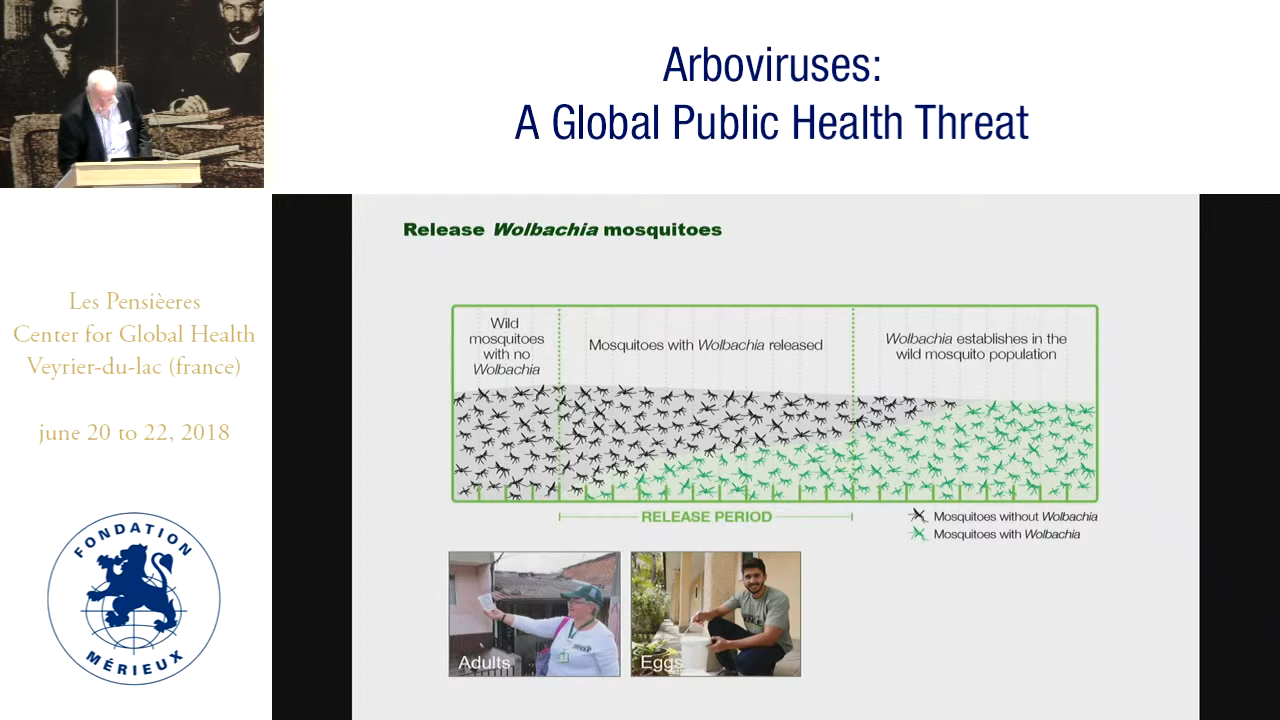 Arboviruses:
A Global Public Health Threat
Les Pensièeres
Center for Global Health
Veyrier-du-lac (france)
june 20 to 22, 2018
FONDATION
MÉRIEUX
Release Wolbachia mosquitoes
Wild
mosquitoes
with no
Wolbachia
Mosquitoes with Wolbachia released
Wolbachia establishes in the
wild mosquito population
RELEASE PERIOD
Mosquitoes without Wolbachia
Mosquitoes with Wolbachia
Adults
Eggs